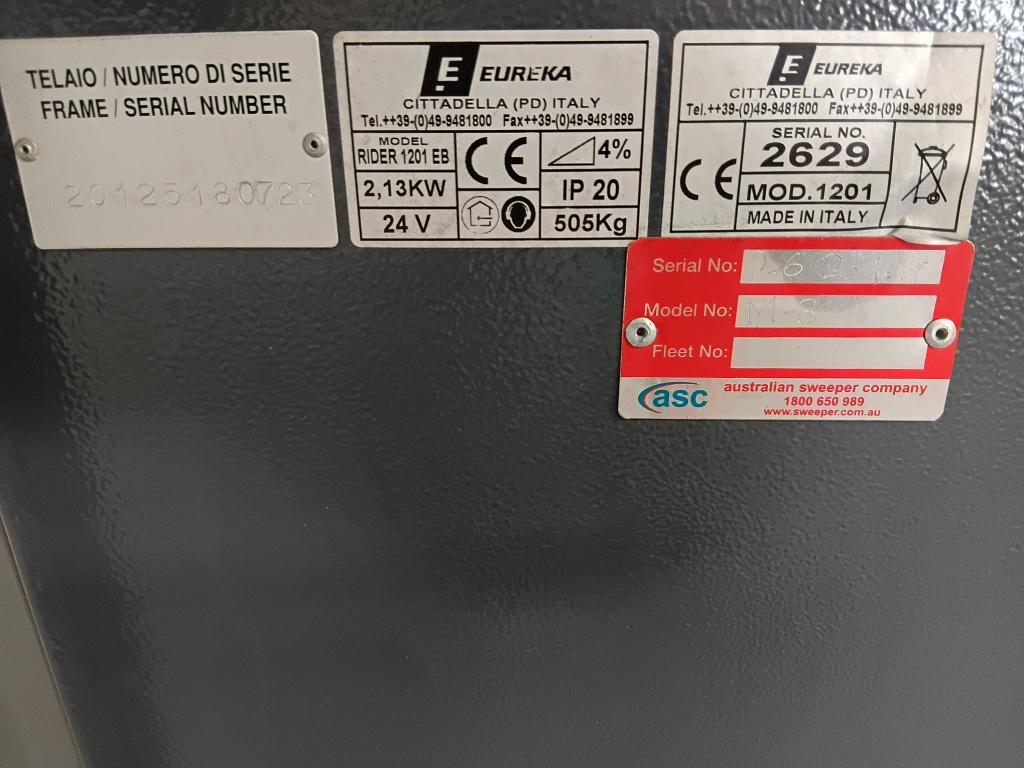 TELAIO / NUMERO DI SERIE
FRAME / SERIAL NUMBER
120125180723
E EUREKA
CITTADELLA (PD) ITALY
Tel.++39-(0)49-9481800 Fax++39-(0)49-9481899
MODEL
RIDER 1201 EB
2,13KW
24 V
CE
4%
IP 20
505Kg
E EUREKA
CITTADELLA (PD) ITALY
Tel.++39-(0)49-9481800 Fax++39-(0)49-9481899
CE
SERIAL NO.
2629
MOD.1201
MADE IN ITALY
Serial No:
Model No: M 8
Fleet No:
asc australian sweeper company
1800 650 989
www.sweeper.com.au